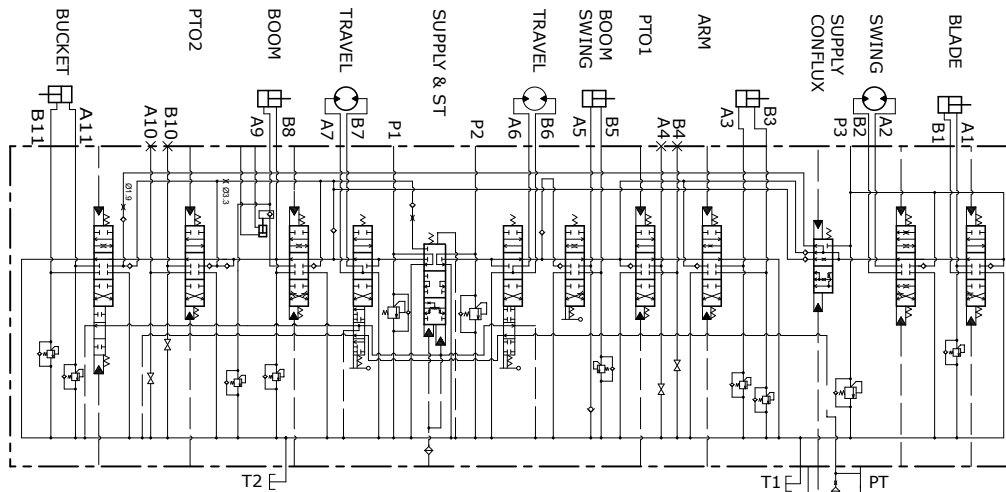 BUCKET
B11
A11
PTO2
A10
B10
BOOM
A9
B8
TRAVEL
A7
B7
SUPPLY & ST
P1
P2
TRAVEL
A6
B6
BOOM
SWING
A5
B5
PTO1
A4
B4
ARM
A3
B3
SUPPLY
CONFLUX
P3
SWING
B2
A2
BLADE
B1
A1
Ø1.9
Ø3.3
T2
T1
PT